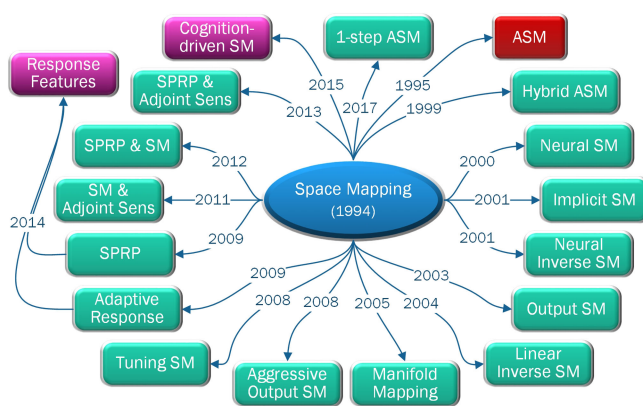 Cognition-
driven SM
1-step ASM
ASM
Response
Features
SPRP &
Adjoint Sens
Hybrid ASM
2015
2017
1995
2013
1999
SPRP & SM
2012
2000
Neural SM
SM &
Adjoint Sens
2011
Space Mapping
(1994)
2001
Implicit SM
2014
SPRP
2009
2001
Neural
Inverse SM
Adaptive
Response
2009
2008
2008
2005
2004
2003
Output SM
Tuning SM
Aggressive
Output SM
Manifold
Mapping
Linear
Inverse SM